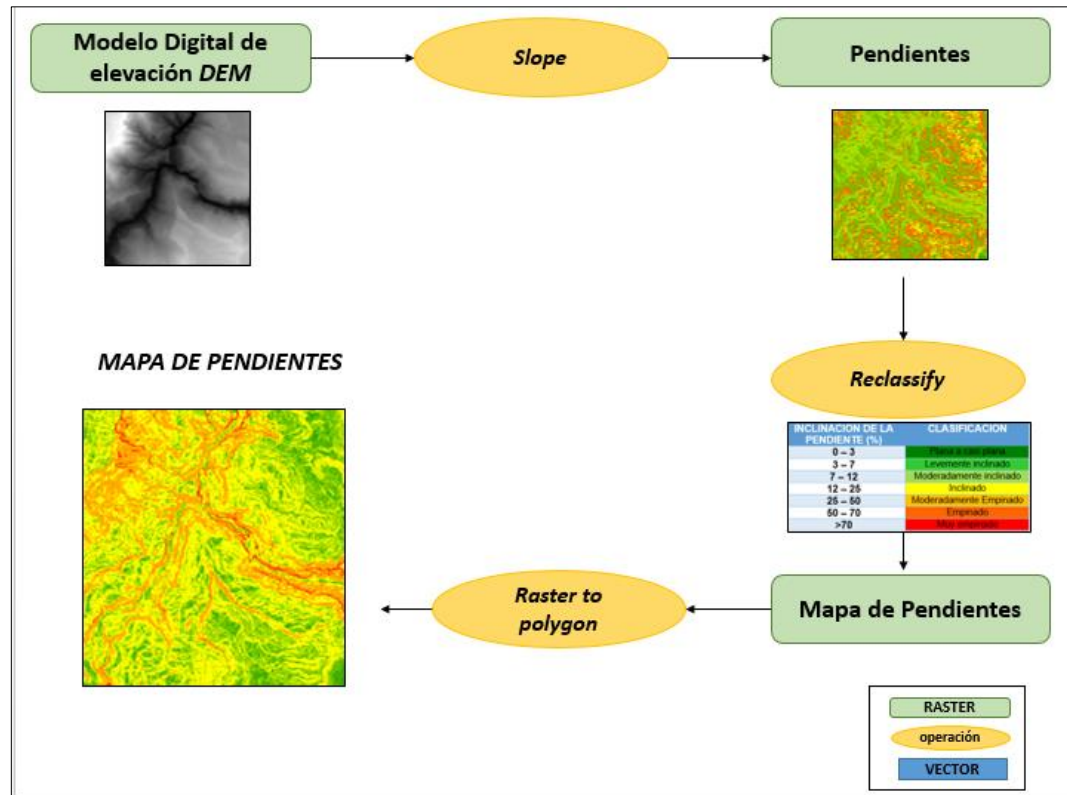 Modelo Digital de
elevación DEM
Slope
Pendientes
Reclassify
INCLINACION DE LA
PENDIENTE (%)
CLASIFICACION
0 – 3
Plana a casi plana
3 – 7
Levemente inclinado
7 – 12
Moderadamente inclinado
12 – 25
Inclinado
25 – 50
Moderadamente Empinado
50 – 70
Empinado
>70
Muy empinado
Mapa de Pendientes
Raster to
polygon
MAPA DE PENDIENTES
RASTER
operación
VECTOR